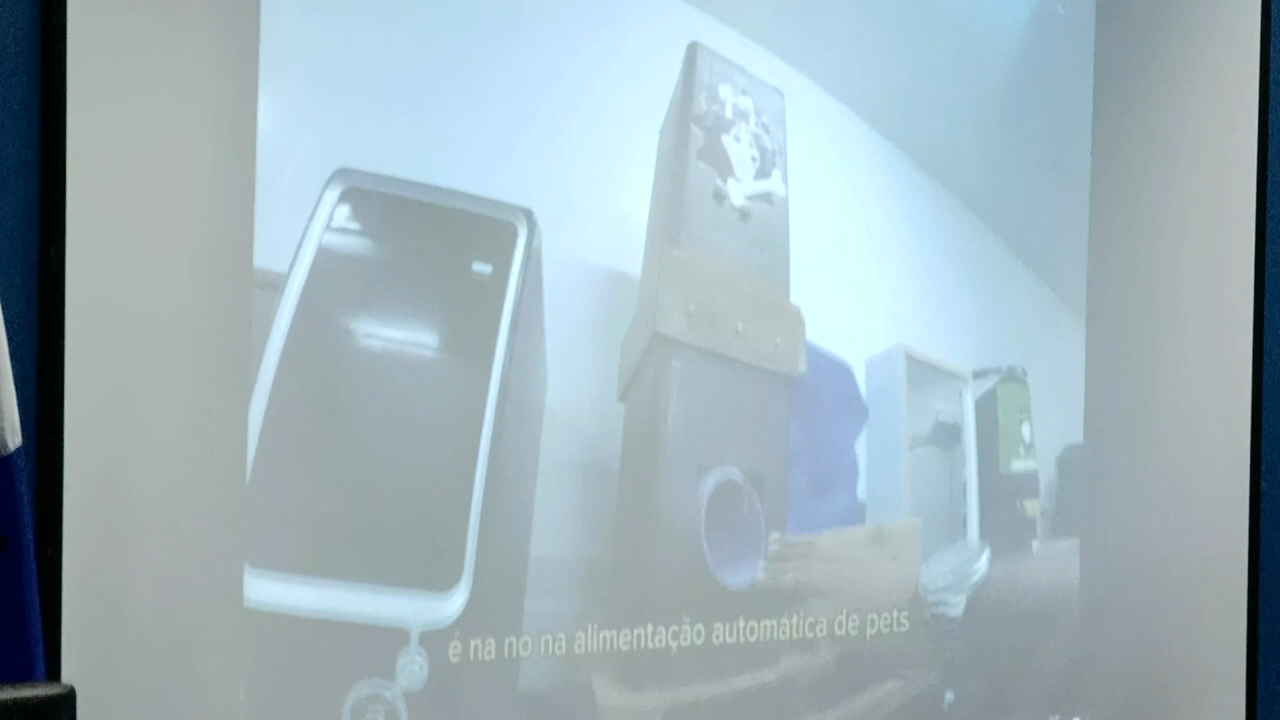 é na no na alimentação automática de pets